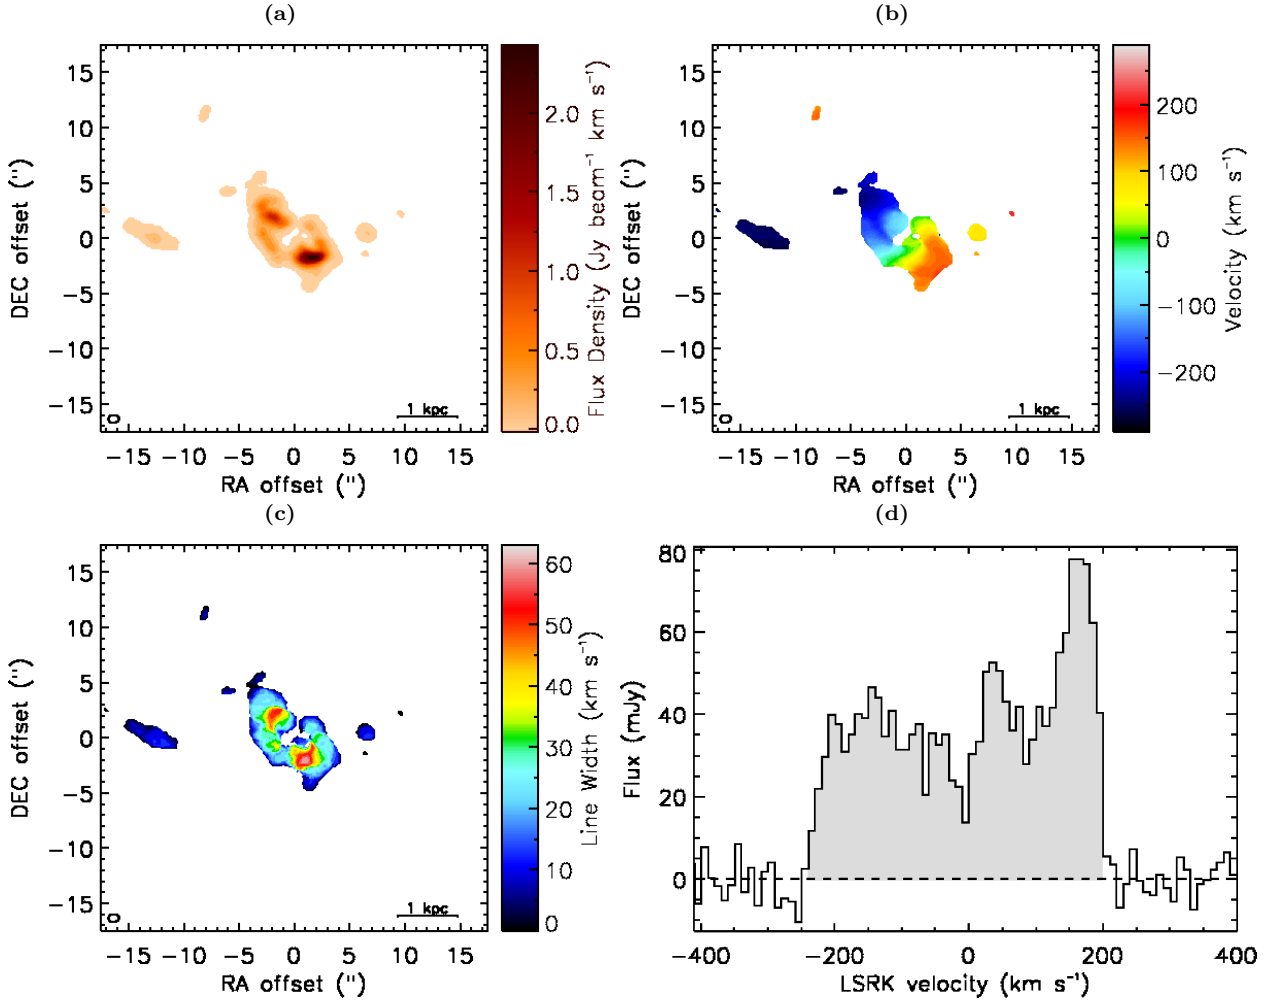 (a)
15
10
5
0
−5
−10
−15
DEC offset (")
−15 −10 −5 0 5 10 15
RA offset (")
1 kpc
2.0
1.5
1.0
0.5
0.0
Flux Density (Jy beam⁻¹ km s⁻¹)
(b)
15
10
5
0
−5
−10
−15
DEC offset (")
−15 −10 −5 0 5 10 15
RA offset (")
1 kpc
200
100
0
−100
−200
Velocity (km s⁻¹)
(c)
15
10
5
0
−5
−10
−15
DEC offset (")
−15 −10 −5 0 5 10 15
RA offset (")
1 kpc
60
50
40
30
20
10
0
Line Width (km s⁻¹)
(d)
80
60
40
20
0
Flux (mJy)
−400 −200 0 200 400
LSRK velocity (km s⁻¹)